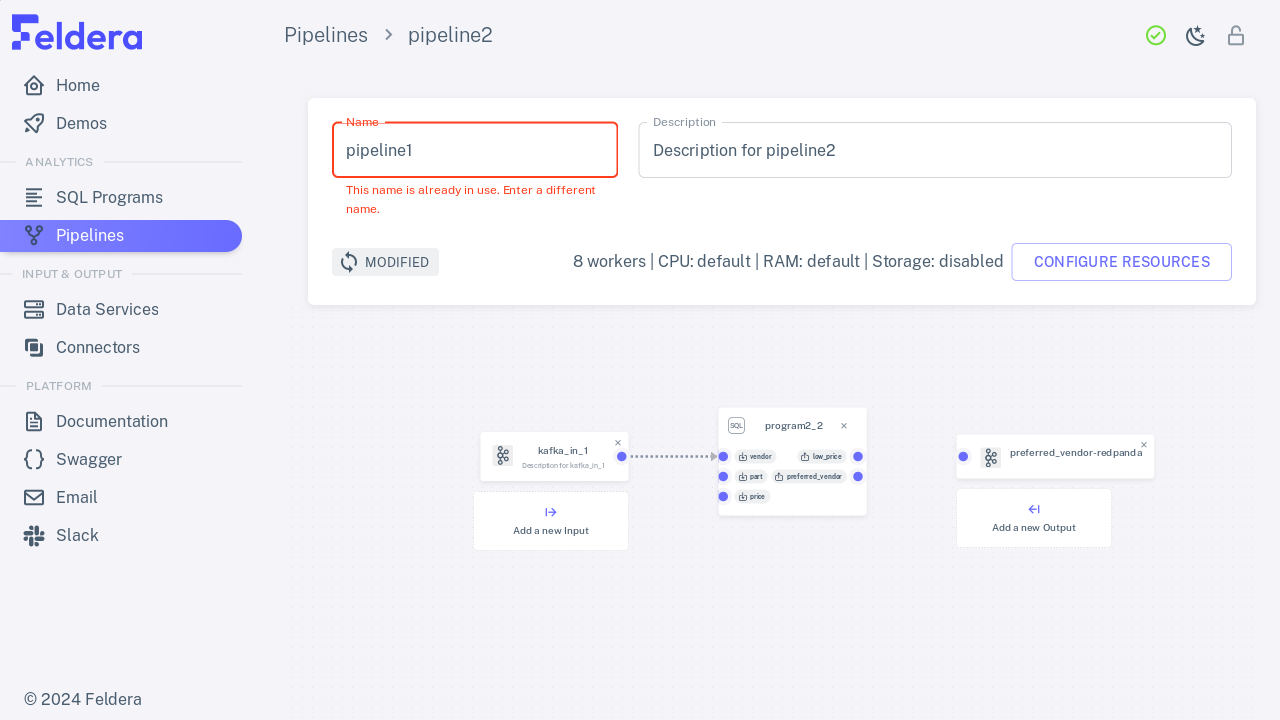 Feldera
Pipelines > pipeline2
Home
Demos
ANALYTICS
SQL Programs
Pipelines
INPUT & OUTPUT
Data Services
Connectors
PLATFORM
Documentation
Swagger
Email
Slack
© 2024 Feldera
Name
pipeline1
This name is already in use. Enter a different
name.
Description
Description for pipeline2
MODIFIED
8 workers | CPU: default | RAM: default | Storage: disabled
CONFIGURE RESOURCES
kafka_in_1
Description for kafka_in_1
Add a new Input
SQL
program2_2
vendor
low_price
part
preferred_vendor
price
preferred_vendor-redpanda
Add a new Output